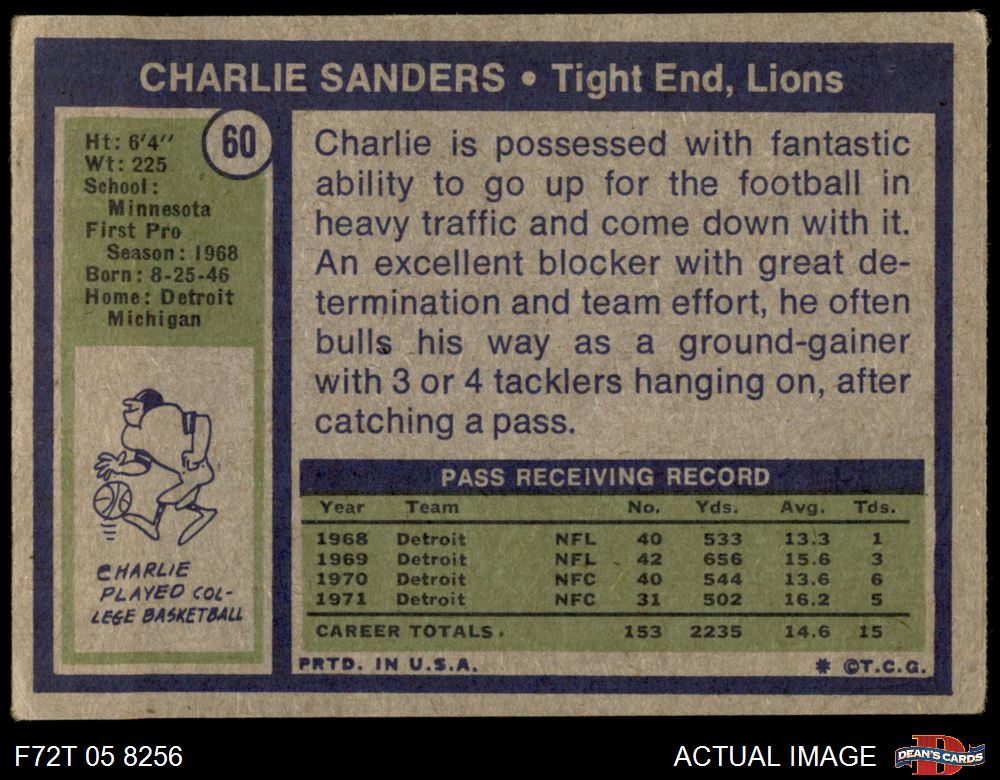 CHARLIE SANDERS • Tight End, Lions
60
Ht: 6'4''
Wt: 225
School:
Minnesota
First Pro
Season: 1968
Born: 8-25-46
Home: Detroit
Michigan
CHARLIE
PLAYED COL-
LEGE BASKETBALL
Charlie is possessed with fantastic
ability to go up for the football in
heavy traffic and come down with it.
An excellent blocker with great de-
termination and team effort, he often
bulls his way as a ground-gainer
with 3 or 4 tacklers hanging on, after
catching a pass.
PASS RECEIVING RECORD
Year Team No. Yds. Avg. Tds.
1968 Detroit NFL 40 533 13.3 1
1969 Detroit NFL 42 656 15.6 3
1970 Detroit NFC 40 544 13.6 6
1971 Detroit NFC 31 502 16.2 5
CAREER TOTALS. 153 2235 14.6 15
PRTD. IN U.S.A. * ©T.C.G.
F72T 05 8256
ACTUAL IMAGE
D
DEAN'S CARDS